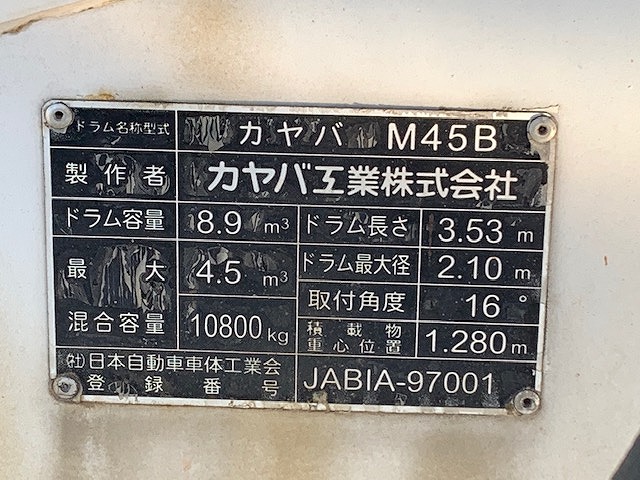 ドラム名称型式 カヤバ M45B
製作者 カヤバ工業株式会社
ドラム容量 8.9 m³ ドラム長さ 3.53 m
最大 4.5 m³ ドラム最大径 2.10 m
混合容量 10800kg 取付角度 16°
積載物重心位置 1.280m
㈳日本自動車車体工業会
登録番号 JABIA-97001